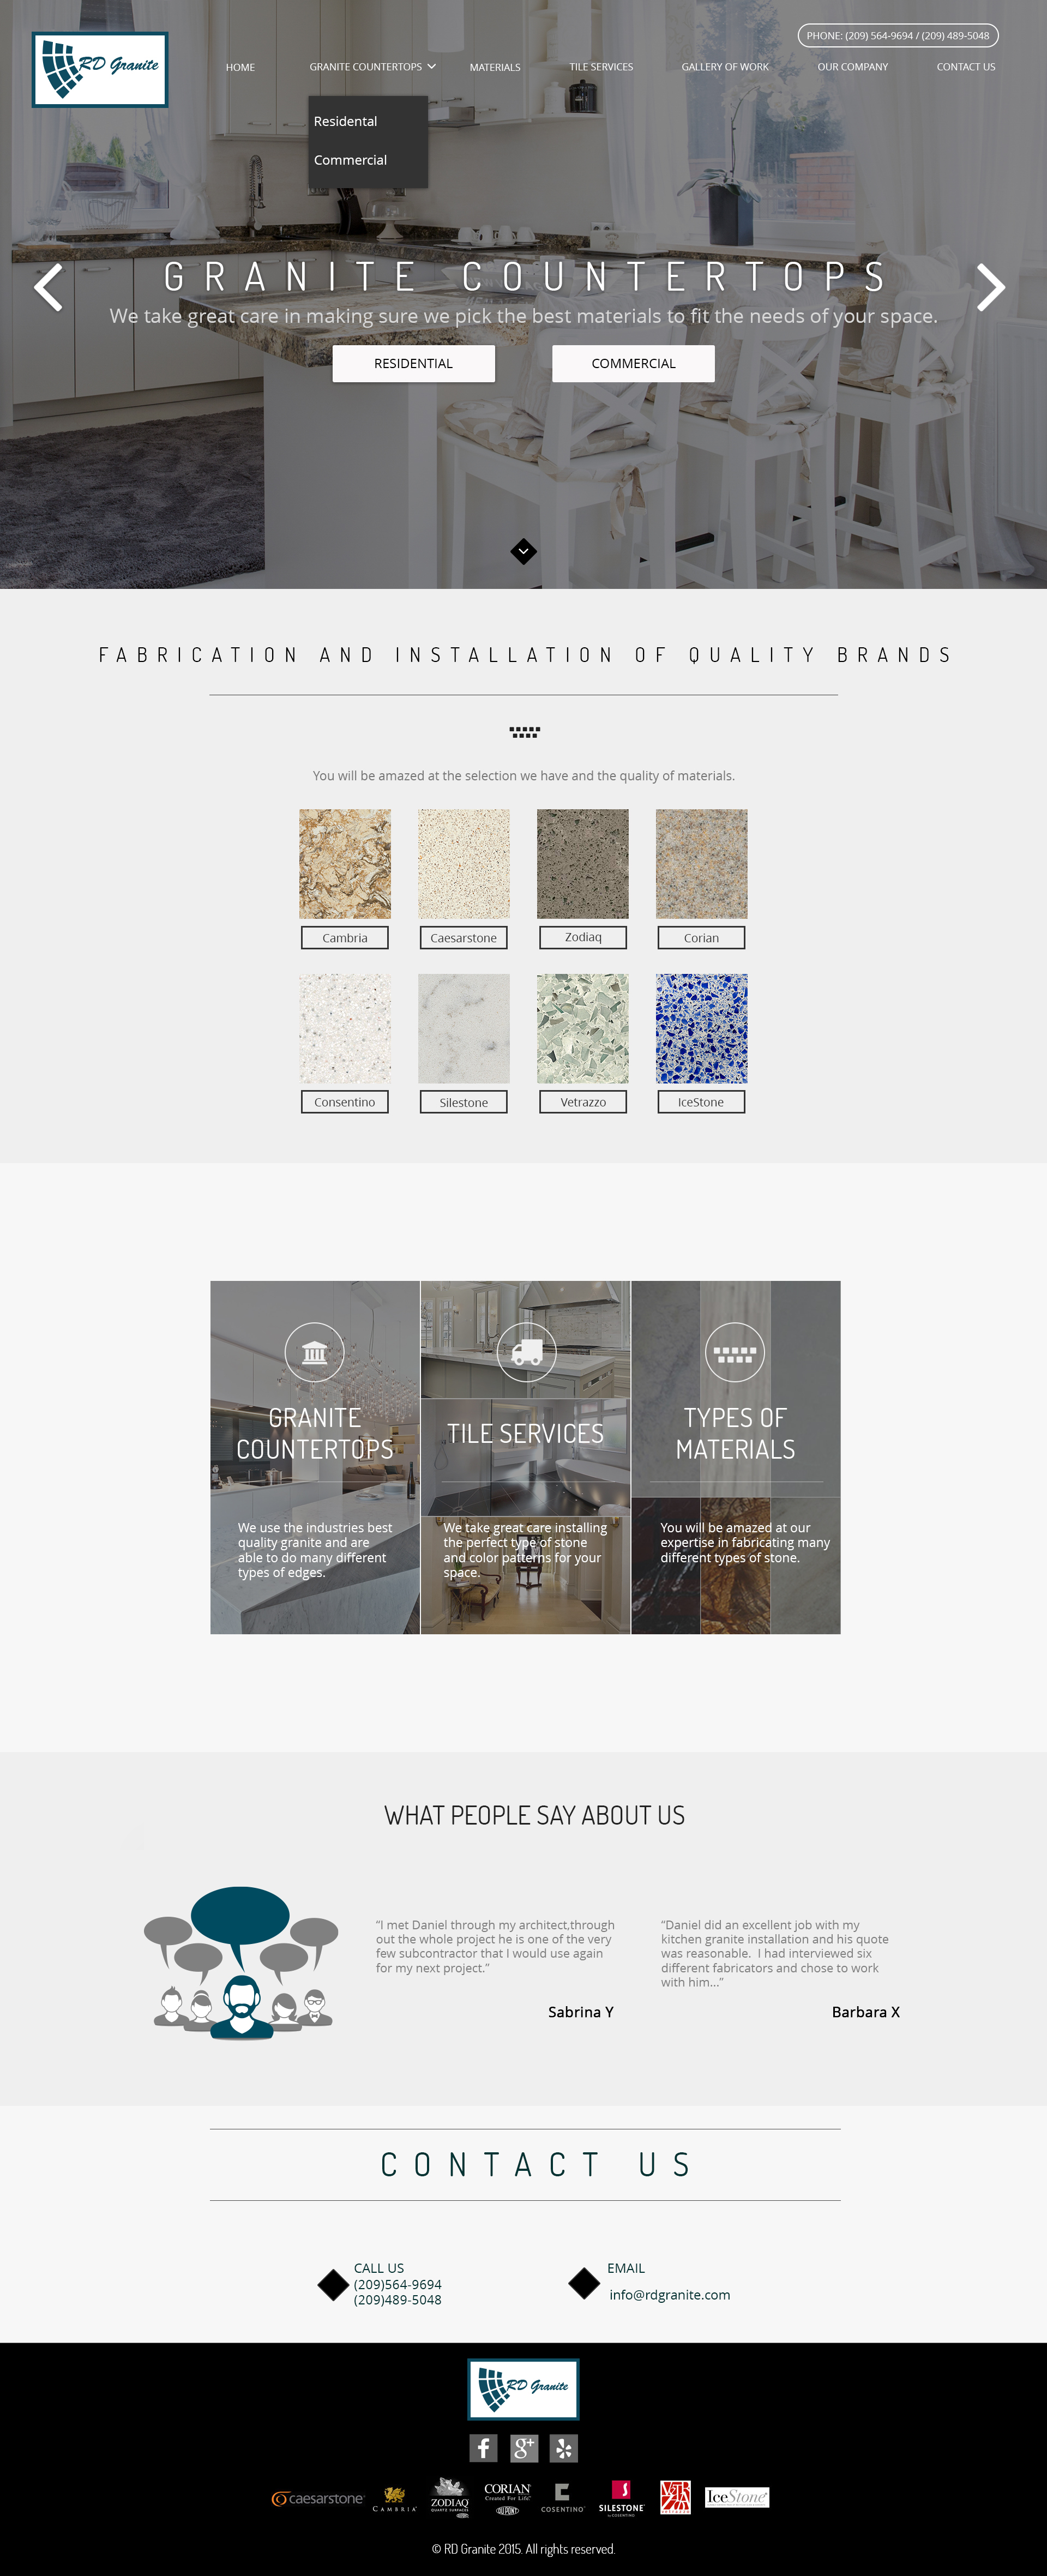 PHONE: (209) 564-9694 / (209) 489-5048
RD Granite
HOME
GRANITE COUNTERTOPS
MATERIALS
TILE SERVICES
GALLERY OF WORK
OUR COMPANY
CONTACT US
Residental
Commercial
GRANITE COUNTERTOPS
We take great care in making sure we pick the best materials to fit the needs of your space.
RESIDENTIAL
COMMERCIAL
FABRICATION AND INSTALLATION OF QUALITY BRANDS
You will be amazed at the selection we have and the quality of materials.
Cambria
Caesarstone
Zodiaq
Corian
Consentino
Silestone
Vetrazzo
IceStone
GRANITE
COUNTERTOPS
We use the industries best
quality granite and are
able to do many different
types of edges.
TILE SERVICES
We take great care installing
the perfect type of stone
and color patterns for your
space.
TYPES OF
MATERIALS
You will be amazed at our
expertise in fabricating many
different types of stone.
WHAT PEOPLE SAY ABOUT US
“I met Daniel through my architect,through
out the whole project he is one of the very
few subcontractor that I would use again
for my next project.”
Sabrina Y
“Daniel did an excellent job with my
kitchen granite installation and his quote
was reasonable.  I had interviewed six
different fabricators and chose to work
with him...”
Barbara X
CONTACT US
CALL US
(209)564-9694
(209)489-5048
EMAIL
info@rdgranite.com
RD Granite
f
g+
caesarstone
CAMBRIA
ZODIAQ
QUARTZ SURFACES
CORIAN
Created For Life
DUPONT
COSENTINO
SILESTONE
by COSENTINO
IceStone
© RD Granite 2015. All rights reserved.